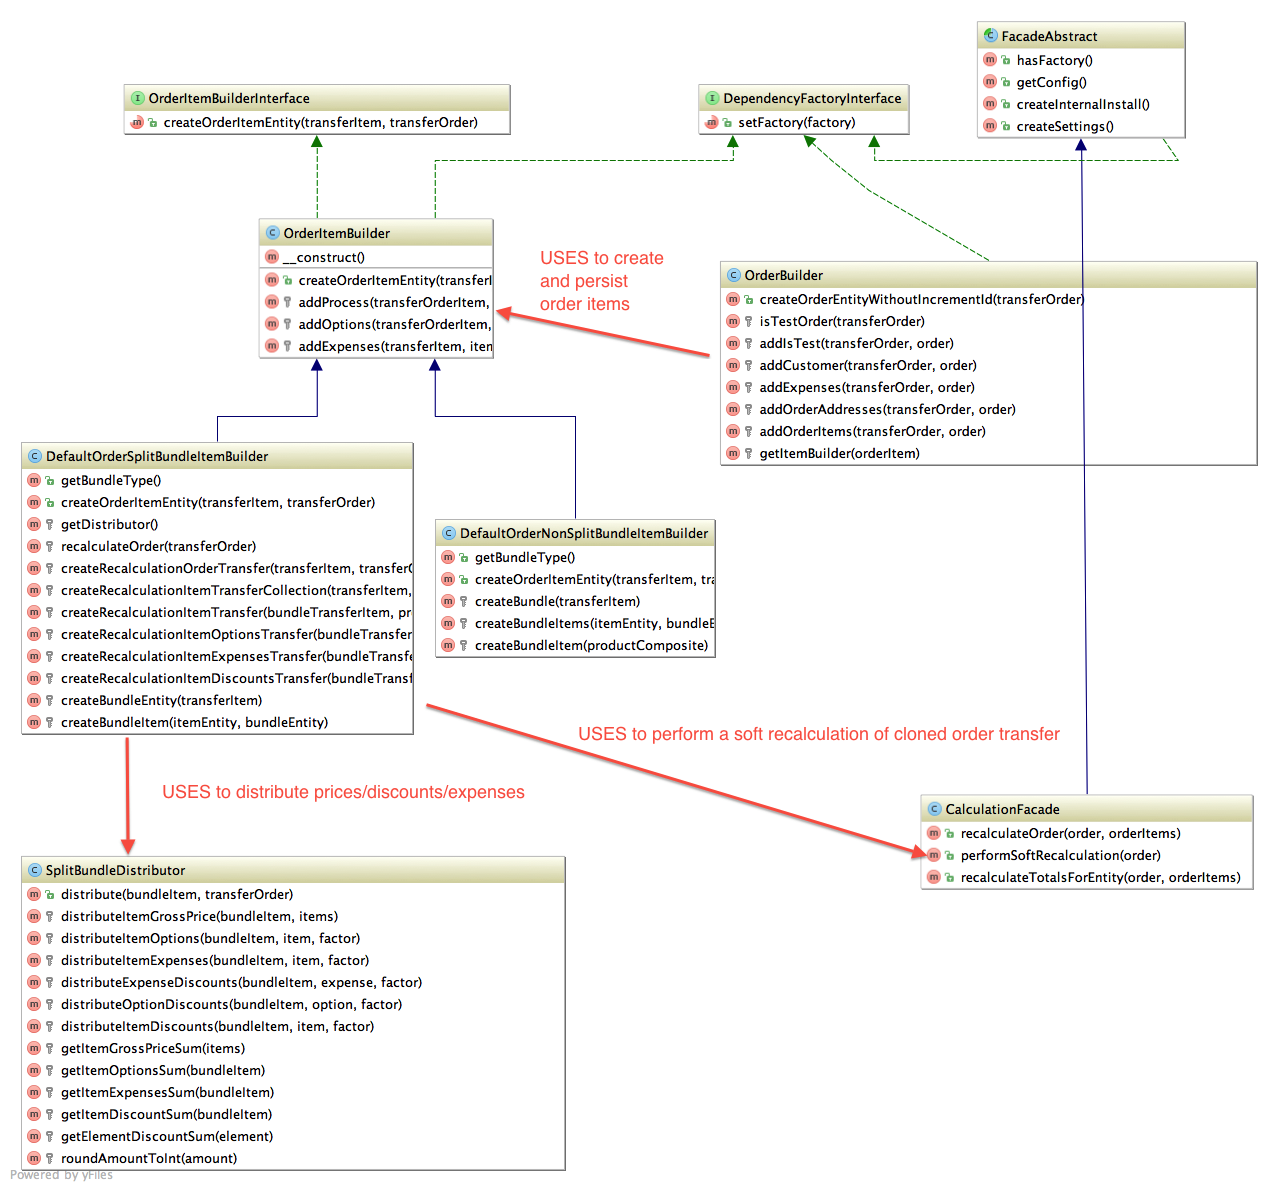 FacadeAbstract
hasFactory()
getConfig()
createInternalInstall()
createSettings()
OrderItemBuilderInterface
createOrderItemEntity(transferItem, transferOrder)
DependencyFactoryInterface
setFactory(factory)
OrderItemBuilder
__construct()
createOrderItemEntity(transferI
addProcess(transferOrderItem,
addOptions(transferOrderItem,
addExpenses(transferItem, iten
USES to create
and persist
order items
OrderBuilder
createOrderEntityWithoutIncrementId(transferOrder)
isTestOrder(transferOrder)
addIsTest(transferOrder, order)
addCustomer(transferOrder, order)
addExpenses(transferOrder, order)
addOrderAddresses(transferOrder, order)
addOrderItems(transferOrder, order)
getItemBuilder(orderItem)
DefaultOrderSplitBundleItemBuilder
getBundleType()
createOrderItemEntity(transferItem, transferOrder)
getDistributor()
recalculateOrder(transferOrder)
createRecalculationOrderTransfer(transferItem, transferO
createRecalculationItemTransferCollection(transferItem,
createRecalculationItemTransfer(bundleTransferItem, pr
createRecalculationItemOptionsTransfer(bundleTransfer
createRecalculationItemExpensesTransfer(bundleTransfe
createRecalculationItemDiscountsTransfer(bundleTransf
createBundleEntity(transferItem)
createBundleItem(itemEntity, bundleEntity)
DefaultOrderNonSplitBundleItemBuilder
getBundleType()
createOrderItemEntity(transferItem, tra
createBundle(transferItem)
createBundleItems(itemEntity, bundleE
createBundleItem(productComposite)
USES to perform a soft recalculation of cloned order transfer
USES to distribute prices/discounts/expenses
CalculationFacade
recalculateOrder(order, orderItems)
performSoftRecalculation(order)
recalculateTotalsForEntity(order, orderItems)
SplitBundleDistributor
distribute(bundleItem, transferOrder)
distributeItemGrossPrice(bundleItem, items)
distributeItemOptions(bundleItem, item, factor)
distributeItemExpenses(bundleItem, item, factor)
distributeExpenseDiscounts(bundleItem, expense, factor)
distributeOptionDiscounts(bundleItem, option, factor)
distributeItemDiscounts(bundleItem, item, factor)
getItemGrossPriceSum(items)
getItemOptionsSum(bundleItem)
getItemExpensesSum(bundleItem)
getItemDiscountSum(bundleItem)
getElementDiscountSum(element)
roundAmountToInt(amount)
Powered by yFiles